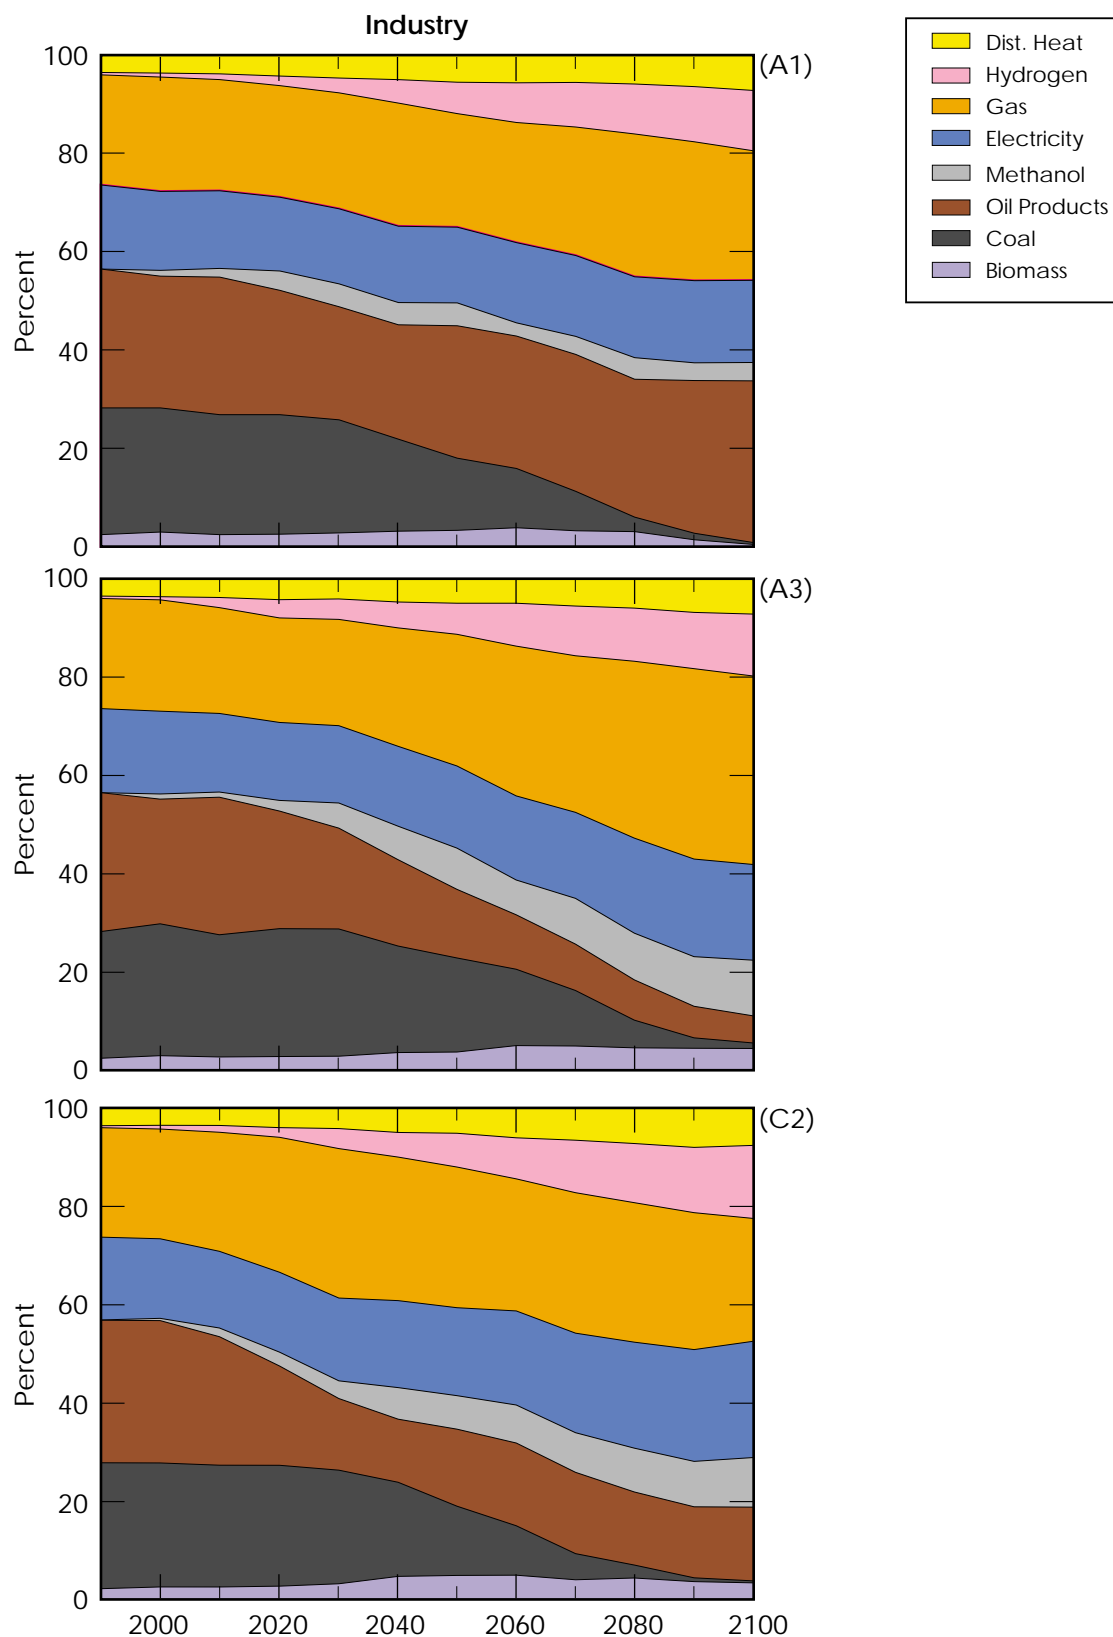 Industry
100
80
60
40
20
0
Percent
(A1)
Dist. Heat
Hydrogen
Gas
Electricity
Methanol
Oil Products
Coal
Biomass
100
80
60
40
20
0
Percent
(A3)
100
80
60
40
20
0
Percent
(C2)
2000 2020 2040 2060 2080 2100